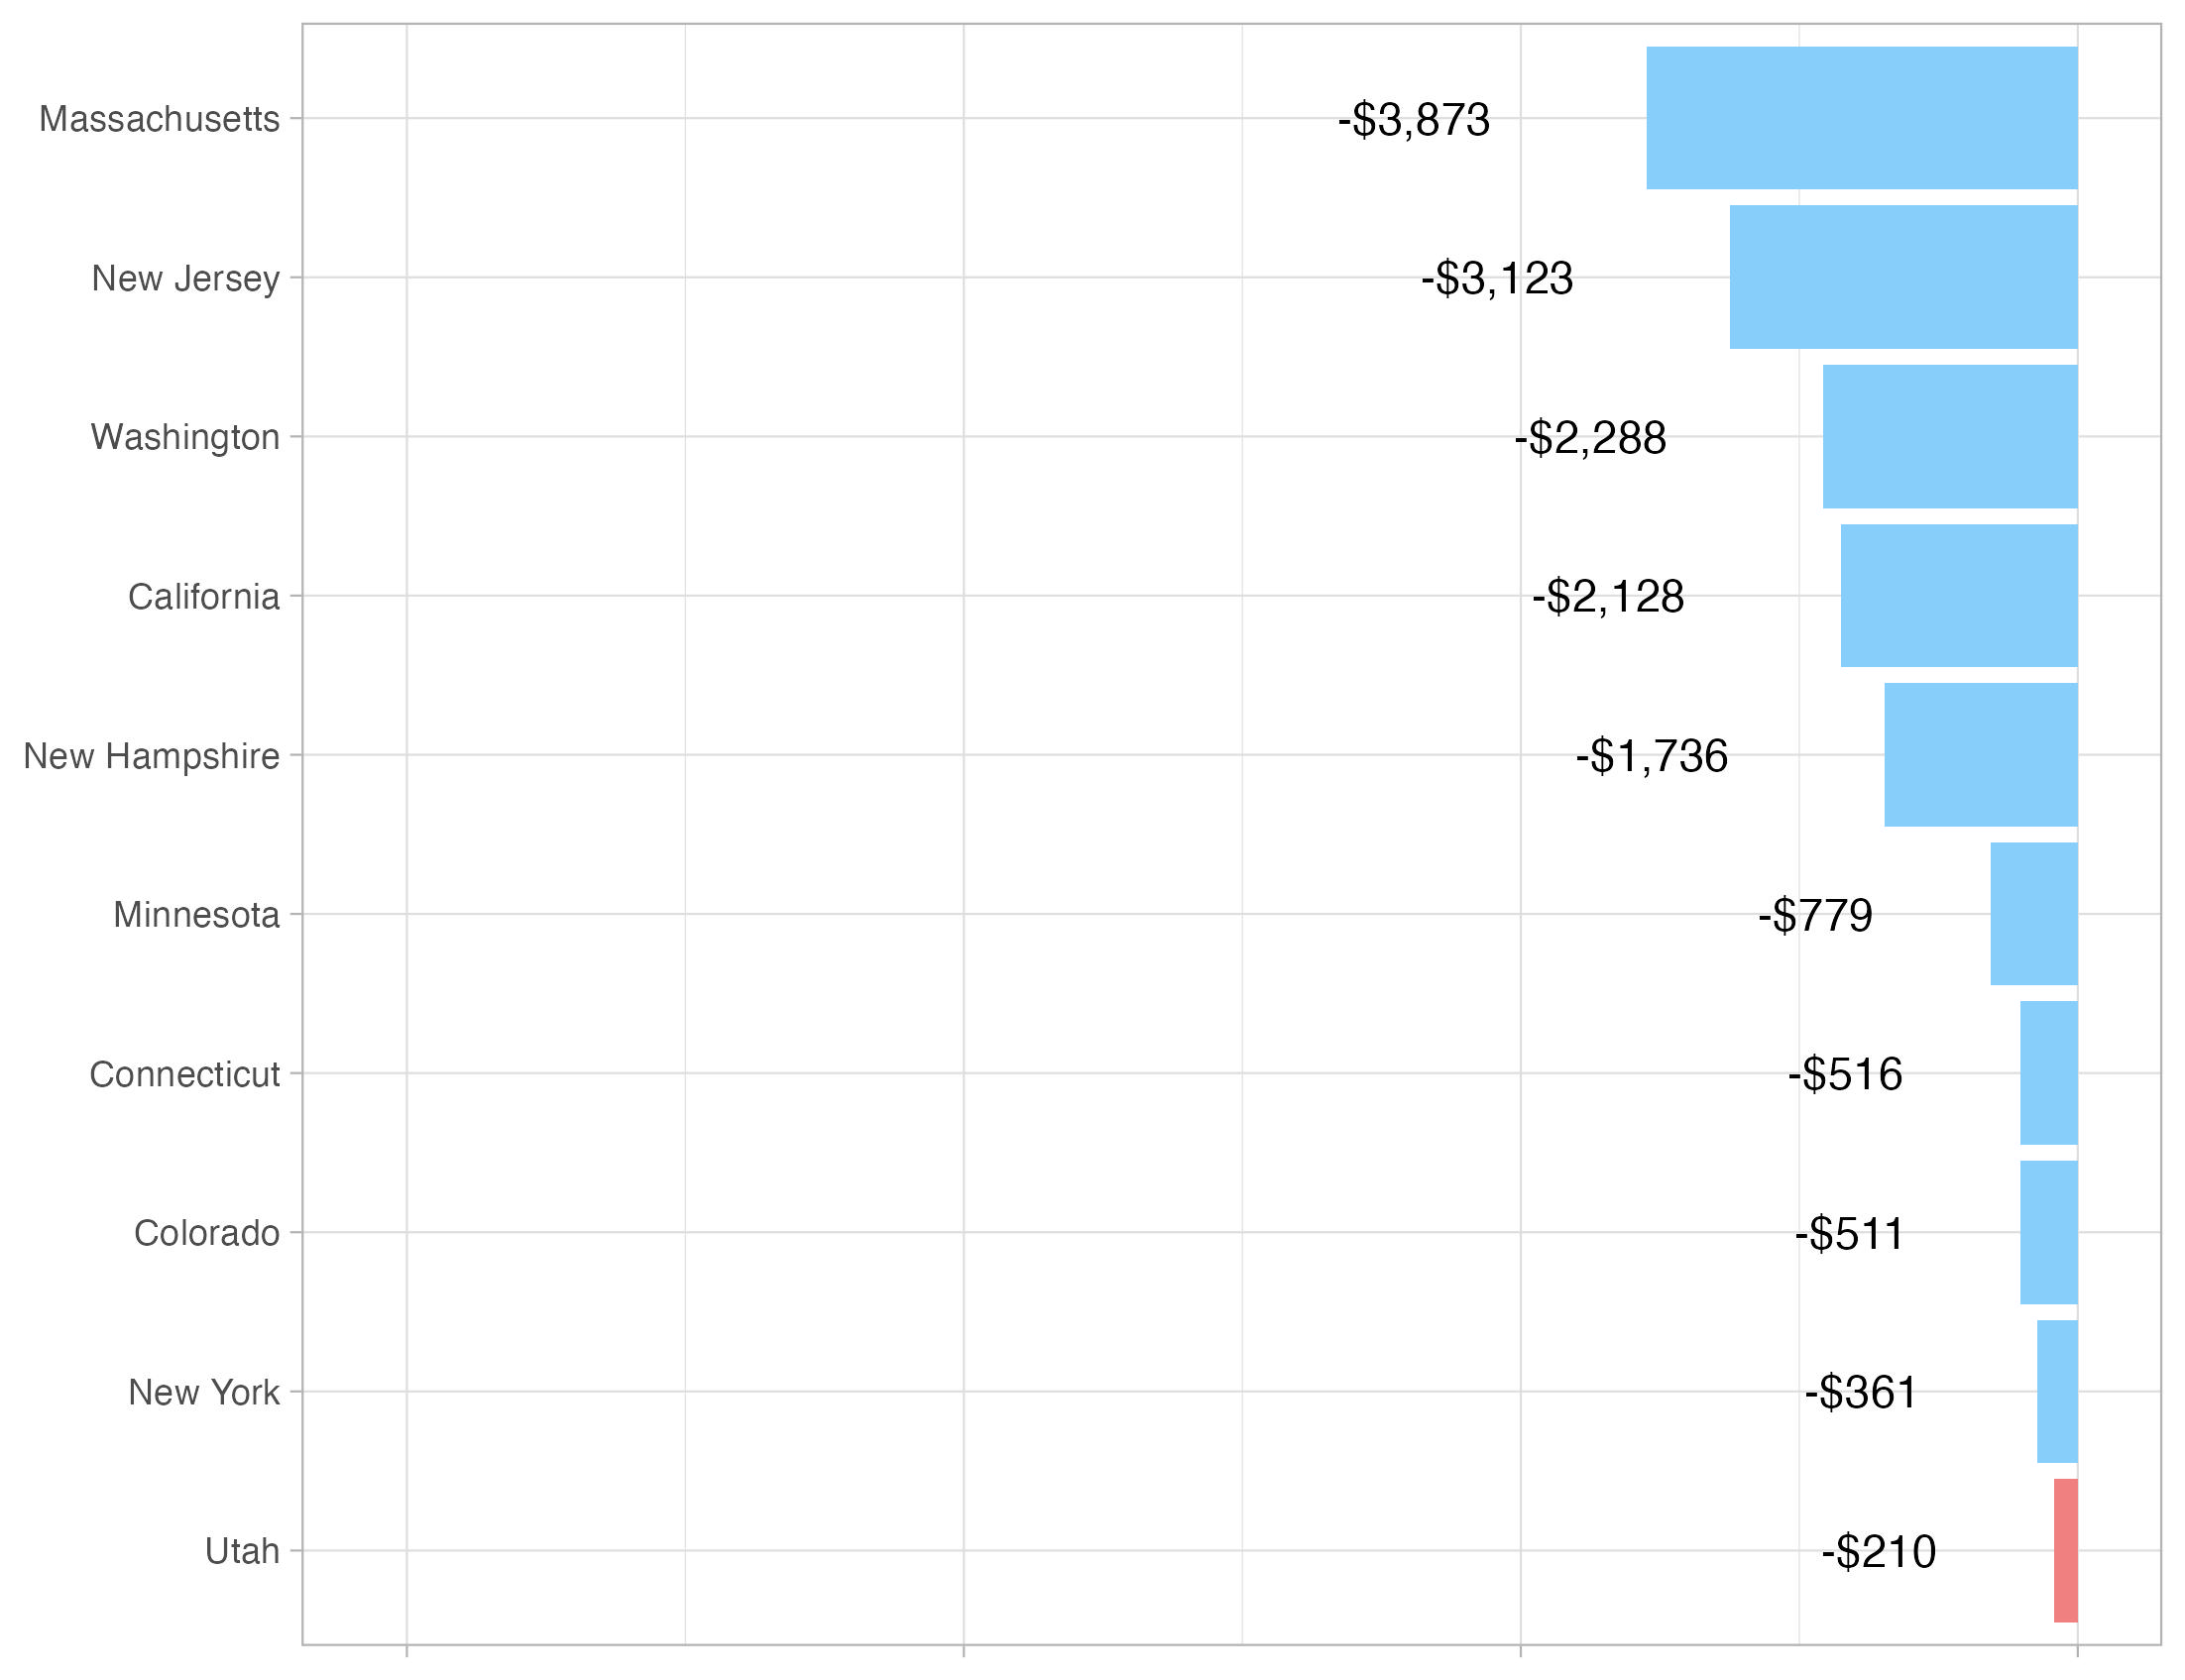 Massachusetts -$3,873
New Jersey -$3,123
Washington -$2,288
California -$2,128
New Hampshire -$1,736
Minnesota -$779
Connecticut -$516
Colorado -$511
New York -$361
Utah -$210